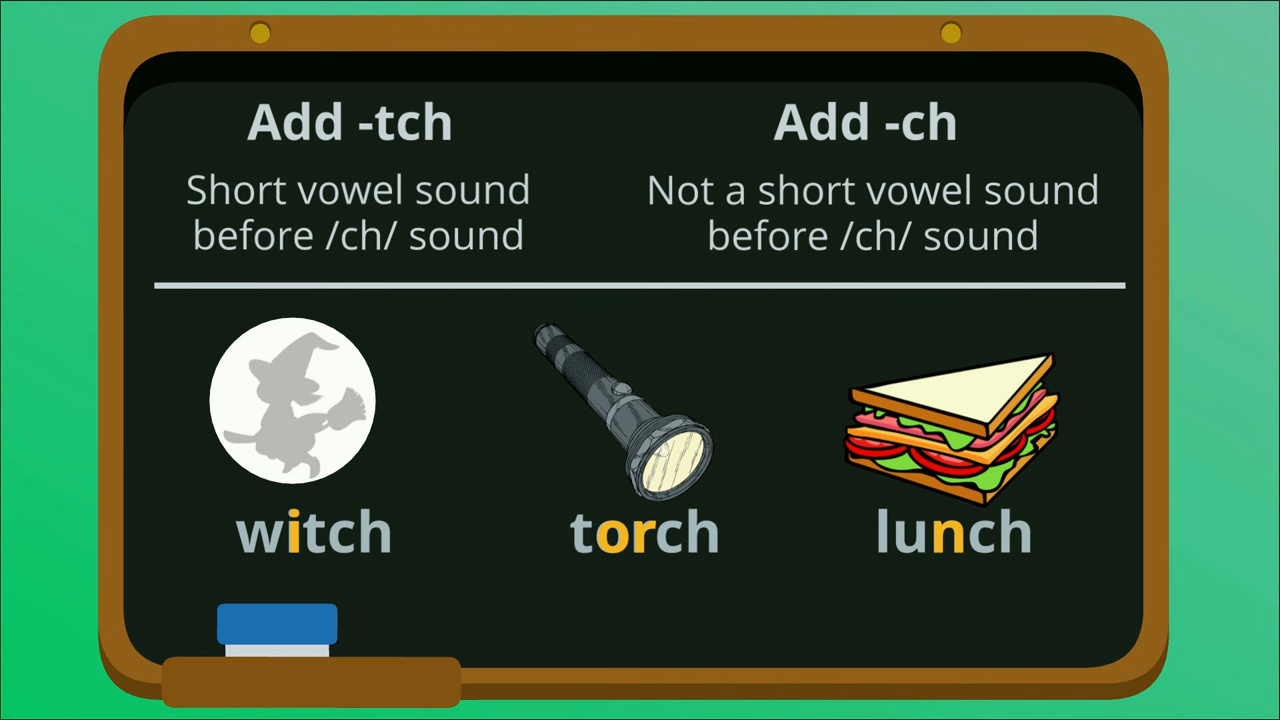 Add -tch
Short vowel sound
before /ch/ sound
Add -ch
Not a short vowel sound
before /ch/ sound
witch
torch
lunch